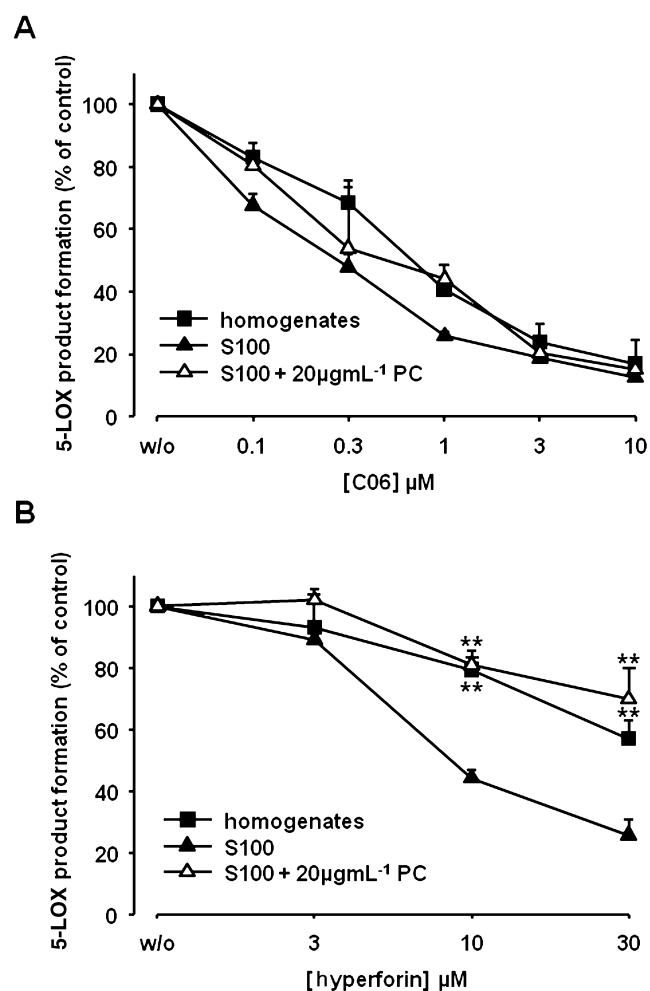 A
5-LOX product formation (% of control)
100
80
60
40
20
0
homogenates
S100
S100 + 20µgmL⁻¹ PC
w/o 0.1 0.3 1 3 10
[C06] µM
B
5-LOX product formation (% of control)
100
80
60
40
20
0
**
**
**
**
homogenates
S100
S100 + 20µgmL⁻¹ PC
w/o 3 10 30
[hyperforin] µM